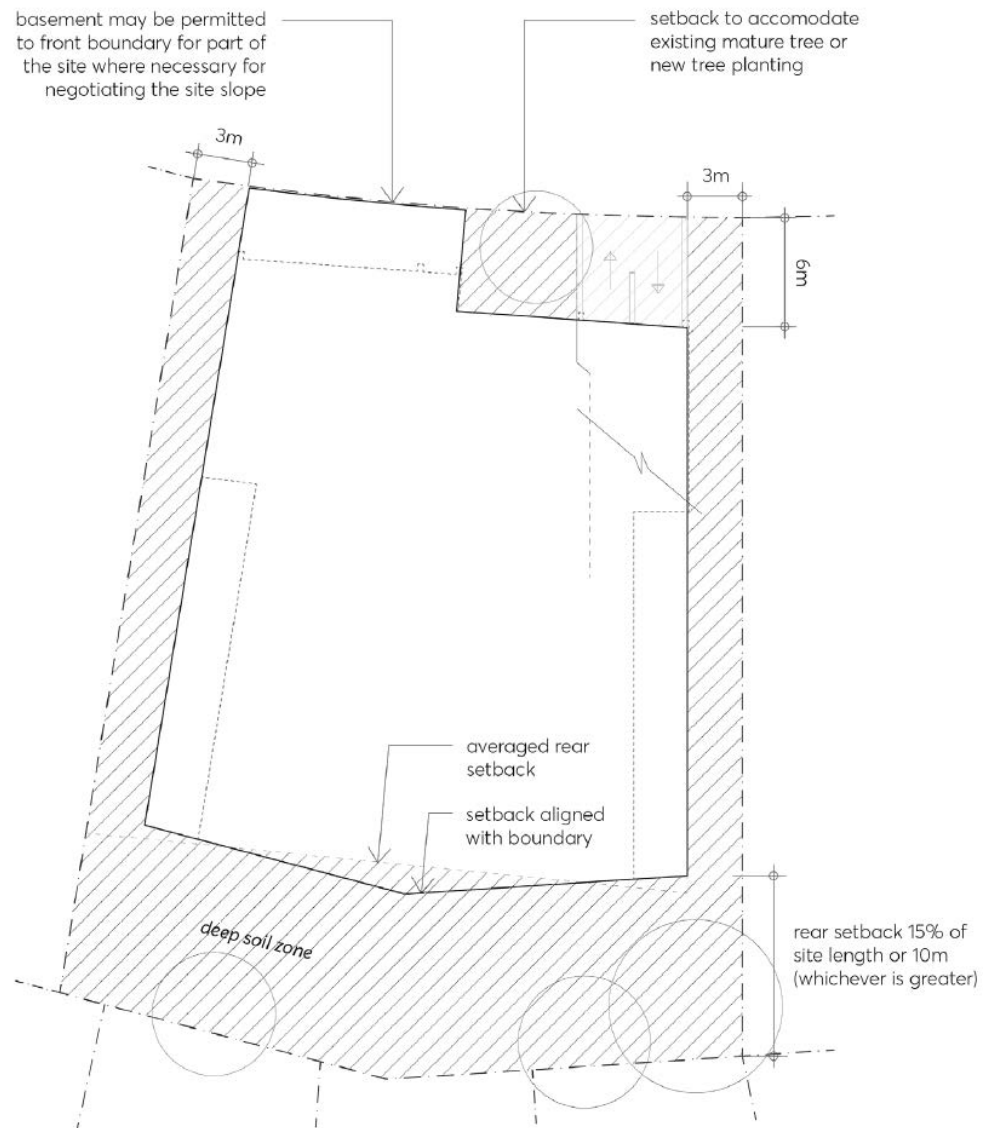 basement may be permitted
to front boundary for part of
the site where necessary for
negotiating the site slope
setback to accomodate
existing mature tree or
new tree planting
3m
3m
6m
averaged rear
setback
setback aligned
with boundary
deep soil zone
rear setback 15% of
site length or 10m
(whichever is greater)